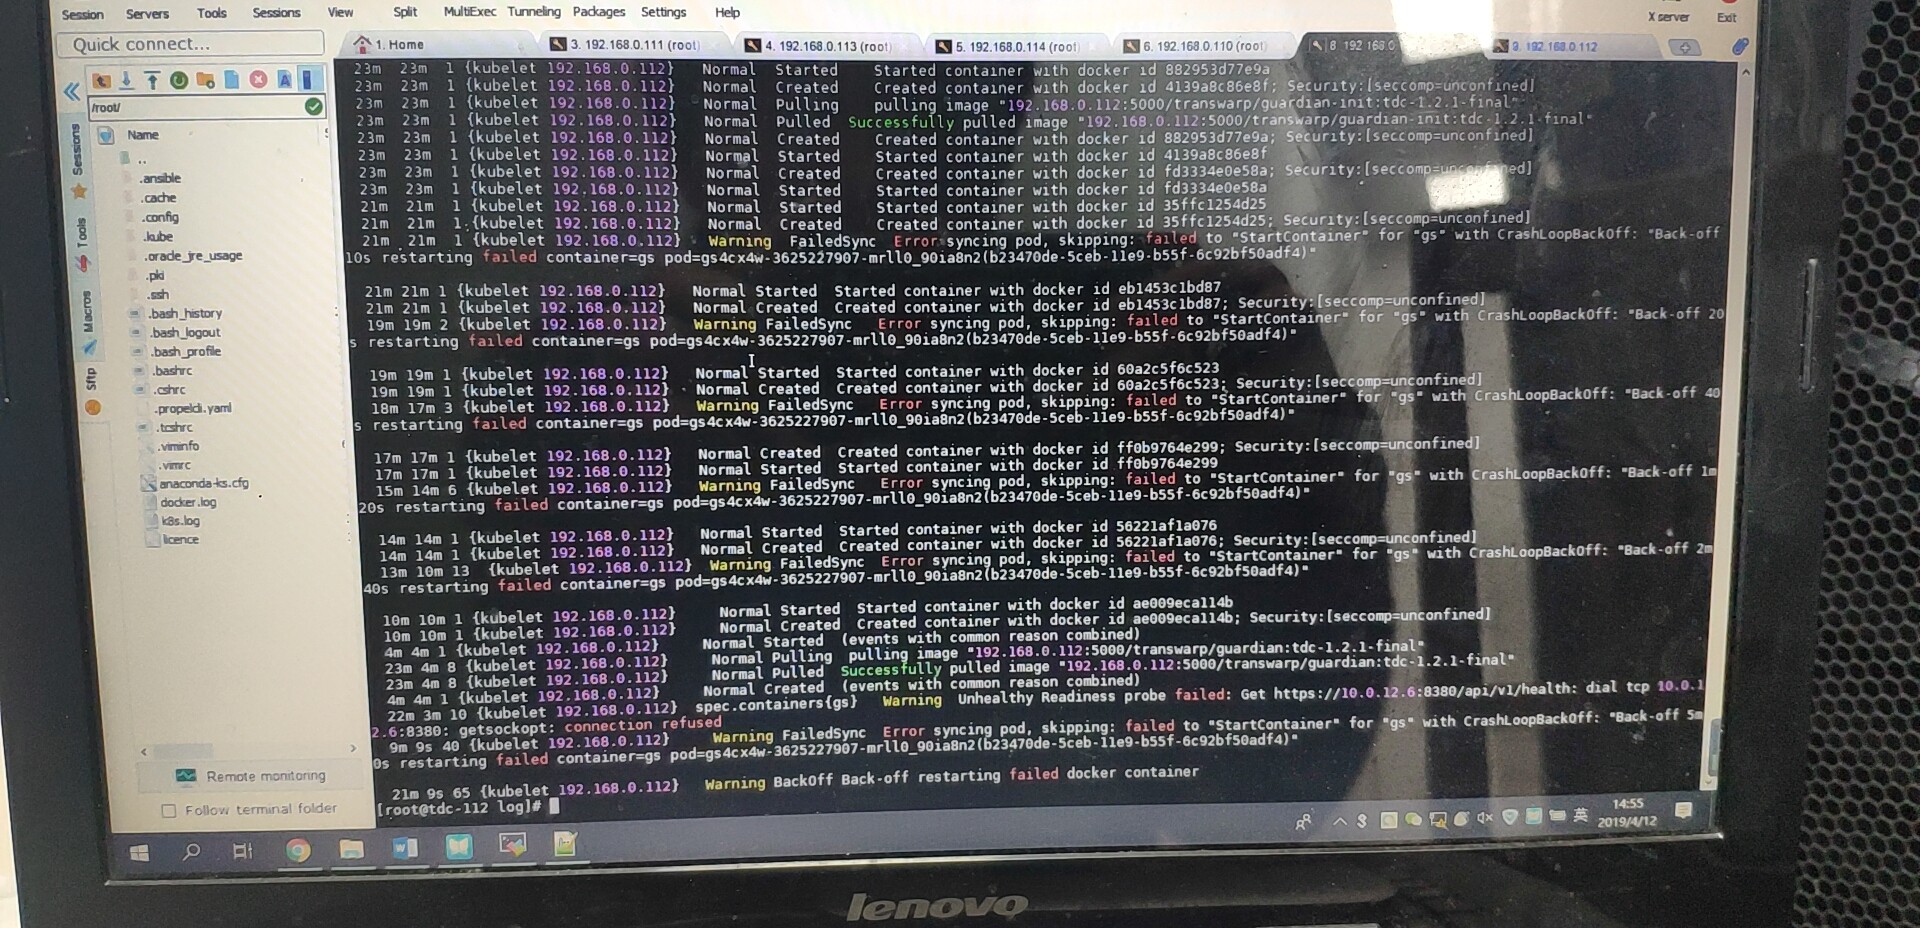 Session Servers Tools Sessions View Split MultiExec Tunneling Packages Settings Help
X server Exit
Quick connect...
1. Home
3. 192.168.0.111 (root)
4. 192.168.0.113 (root)
5. 192.168.0.114 (root)
6. 192.168.0.110 (root)
8 192 168.0
9. 192.168.0.112
/root/
Name
..
.ansible
.cache
.config
.kube
.oracle_jre_usage
.pki
.ssh
.bash_history
.bash_logout
.bash_profile
.bashrc
.cshrc
.propelcli.yaml
.tcshrc
.viminfo
.vimrc
anaconda-ks.cfg
docker.log
k8s.log
licence
Sessions
Tools
Macros
Sftp
Remote monitoring
Follow terminal folder
23m 23m 1 {kubelet 192.168.0.112} Normal Started Started container with docker id 882953d77e9a
23m 23m 1 {kubelet 192.168.0.112} Normal Created Created container with docker id 4139a8c86e8f; Security:[seccomp=unconfined]
23m 23m 1 {kubelet 192.168.0.112} Normal Pulling pulling image "192.168.0.112:5000/transwarp/guardian-init:tdc-1.2.1-final"
23m 23m 1 {kubelet 192.168.0.112} Normal Pulled Successfully pulled image "192.168.0.112:5000/transwarp/guardian-init:tdc-1.2.1-final"
23m 23m 1 {kubelet 192.168.0.112} Normal Created Created container with docker id 882953d77e9a; Security:[seccomp=unconfined]
23m 23m 1 {kubelet 192.168.0.112} Normal Started Started container with docker id 4139a8c86e8f
23m 23m 1 {kubelet 192.168.0.112} Normal Created Created container with docker id fd3334e0e58a; Security:[seccomp=unconfined]
23m 23m 1 {kubelet 192.168.0.112} Normal Started Started container with docker id fd3334e0e58a
21m 21m 1 {kubelet 192.168.0.112} Normal Started Started container with docker id 35ffc1254d25
21m 21m 1 {kubelet 192.168.0.112} Normal Created Created container with docker id 35ffc1254d25; Security:[seccomp=unconfined]
21m 21m 1 {kubelet 192.168.0.112} Warning FailedSync Error syncing pod, skipping: failed to "StartContainer" for "gs" with CrashLoopBackOff: "Back-off
10s restarting failed container=gs pod=gs4cx4w-3625227907-mrll0_90ia8n2(b23470de-5ceb-11e9-b55f-6c92bf50adf4)"
21m 21m 1 {kubelet 192.168.0.112} Normal Started Started container with docker id eb1453c1bd87
21m 21m 1 {kubelet 192.168.0.112} Normal Created Created container with docker id eb1453c1bd87; Security:[seccomp=unconfined]
19m 19m 2 {kubelet 192.168.0.112} Warning FailedSync Error syncing pod, skipping: failed to "StartContainer" for "gs" with CrashLoopBackOff: "Back-off 20
s restarting failed container=gs pod=gs4cx4w-3625227907-mrll0_90ia8n2(b23470de-5ceb-11e9-b55f-6c92bf50adf4)"
19m 19m 1 {kubelet 192.168.0.112} Normal Started Started container with docker id 60a2c5f6c523
19m 19m 1 {kubelet 192.168.0.112} Normal Created Created container with docker id 60a2c5f6c523; Security:[seccomp=unconfined]
18m 17m 3 {kubelet 192.168.0.112} Warning FailedSync Error syncing pod, skipping: failed to "StartContainer" for "gs" with CrashLoopBackOff: "Back-off 40
s restarting failed container=gs pod=gs4cx4w-3625227907-mrll0_90ia8n2(b23470de-5ceb-11e9-b55f-6c92bf50adf4)"
17m 17m 1 {kubelet 192.168.0.112} Normal Created Created container with docker id ff0b9764e299; Security:[seccomp=unconfined]
17m 17m 1 {kubelet 192.168.0.112} Normal Started Started container with docker id ff0b9764e299
15m 14m 6 {kubelet 192.168.0.112} Warning FailedSync Error syncing pod, skipping: failed to "StartContainer" for "gs" with CrashLoopBackOff: "Back-off 1m
20s restarting failed container=gs pod=gs4cx4w-3625227907-mrll0_90ia8n2(b23470de-5ceb-11e9-b55f-6c92bf50adf4)"
14m 14m 1 {kubelet 192.168.0.112} Normal Started Started container with docker id 56221af1a076
14m 14m 1 {kubelet 192.168.0.112} Normal Created Created container with docker id 56221af1a076; Security:[seccomp=unconfined]
13m 10m 13 {kubelet 192.168.0.112} Warning FailedSync Error syncing pod, skipping: failed to "StartContainer" for "gs" with CrashLoopBackOff: "Back-off 2m
40s restarting failed container=gs pod=gs4cx4w-3625227907-mrll0_90ia8n2(b23470de-5ceb-11e9-b55f-6c92bf50adf4)"
10m 10m 1 {kubelet 192.168.0.112} Normal Started Started container with docker id ae009eca114b
10m 10m 1 {kubelet 192.168.0.112} Normal Created Created container with docker id ae009eca114b; Security:[seccomp=unconfined]
4m 4m 1 {kubelet 192.168.0.112} Normal Started (events with common reason combined)
23m 4m 8 {kubelet 192.168.0.112} Normal Pulling pulling image "192.168.0.112:5000/transwarp/guardian:tdc-1.2.1-final"
23m 4m 8 {kubelet 192.168.0.112} Normal Pulled Successfully pulled image "192.168.0.112:5000/transwarp/guardian:tdc-1.2.1-final"
4m 4m 1 {kubelet 192.168.0.112} Normal Created (events with common reason combined)
22m 3m 10 {kubelet 192.168.0.112} spec.containers{gs} Warning Unhealthy Readiness probe failed: Get https://10.0.12.6:8380/api/v1/health: dial tcp 10.0.1
2.6:8380: getsockopt: connection refused
9m 9s 40 {kubelet 192.168.0.112} Warning FailedSync Error syncing pod, skipping: failed to "StartContainer" for "gs" with CrashLoopBackOff: "Back-off 5m
0s restarting failed container=gs pod=gs4cx4w-3625227907-mrll0_90ia8n2(b23470de-5ceb-11e9-b55f-6c92bf50adf4)"
21m 9s 65 {kubelet 192.168.0.112} Warning BackOff Back-off restarting failed docker container
[root@tdc-112 log]#
英
14:55
2019/4/12
lenovo